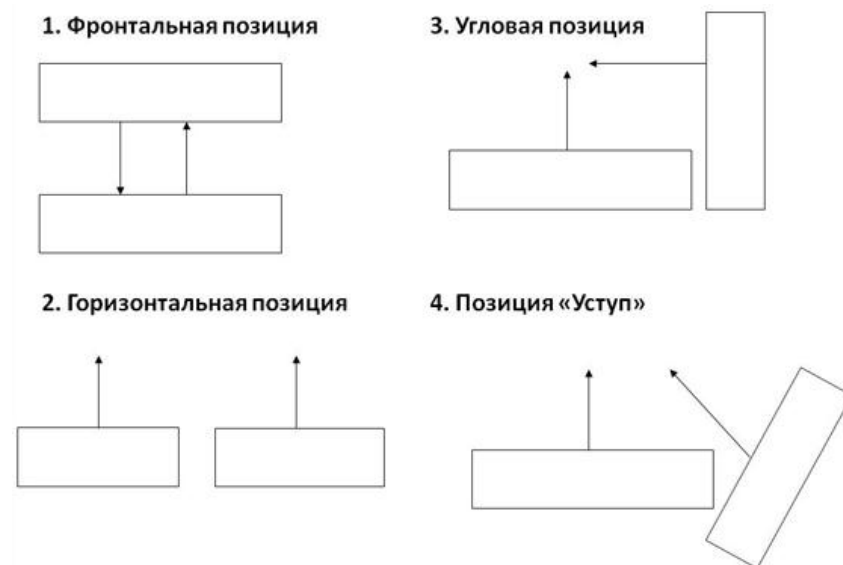 1. Фронтальная позиция
3. Угловая позиция
2. Горизонтальная позиция
4. Позиция «Уступ»